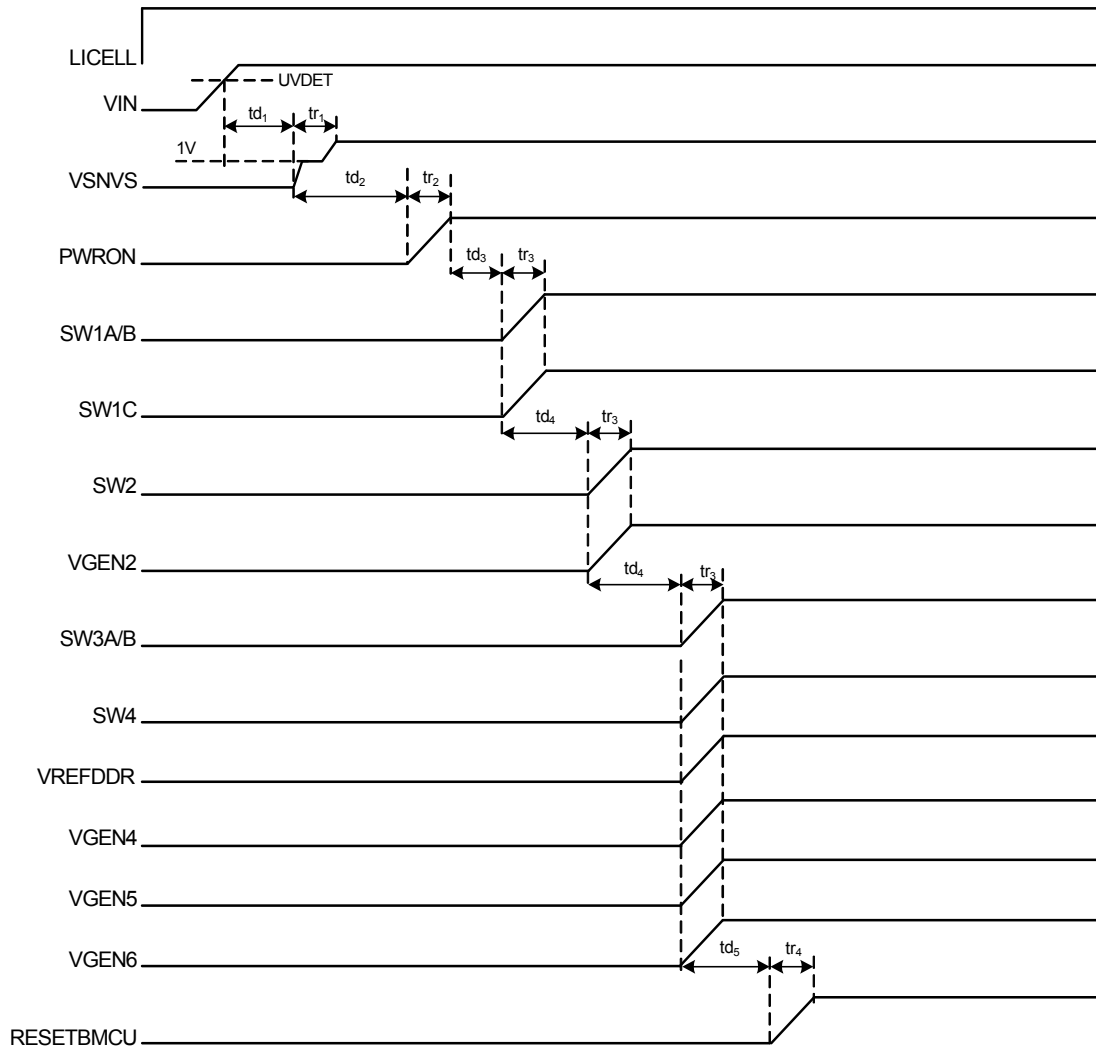 LICELL
UVDET
VIN
td1 tr1
1V
VSNVS
td2 tr2
PWRON
td3 tr3
SW1A/B
SW1C
td4 tr3
SW2
VGEN2
td4 tr3
SW3A/B
SW4
VREFDDR
VGEN4
VGEN5
VGEN6
td5 tr4
RESETBMCU